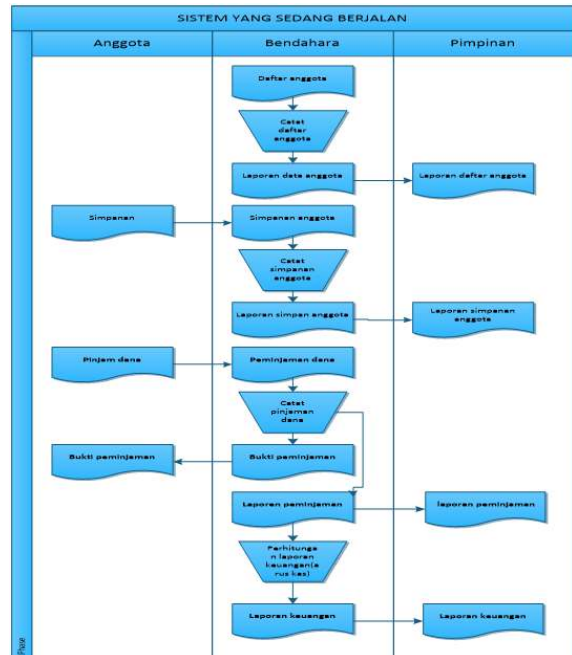 SISTEM YANG SEDANG BERJALAN
Anggota
Bendahara
Pimpinan
Daftar anggota
Catat
daftar
anggota
Laporan data anggota
Laporan daftar anggota
Simpanan
Simpanan anggota
Catat
simpanan
anggota
Laporan simpan anggota
Laporan simpanan
anggota
Pinjam dana
Peminjaman dana
Catat
pinjaman
dana
Bukti peminjaman
Bukti peminjaman
Laporan peminjaman
laporan peminjaman
Perhitunga
n laporan
keuangan(a
rus kas)
Laporan keuangan
Laporan keuangan
Phase